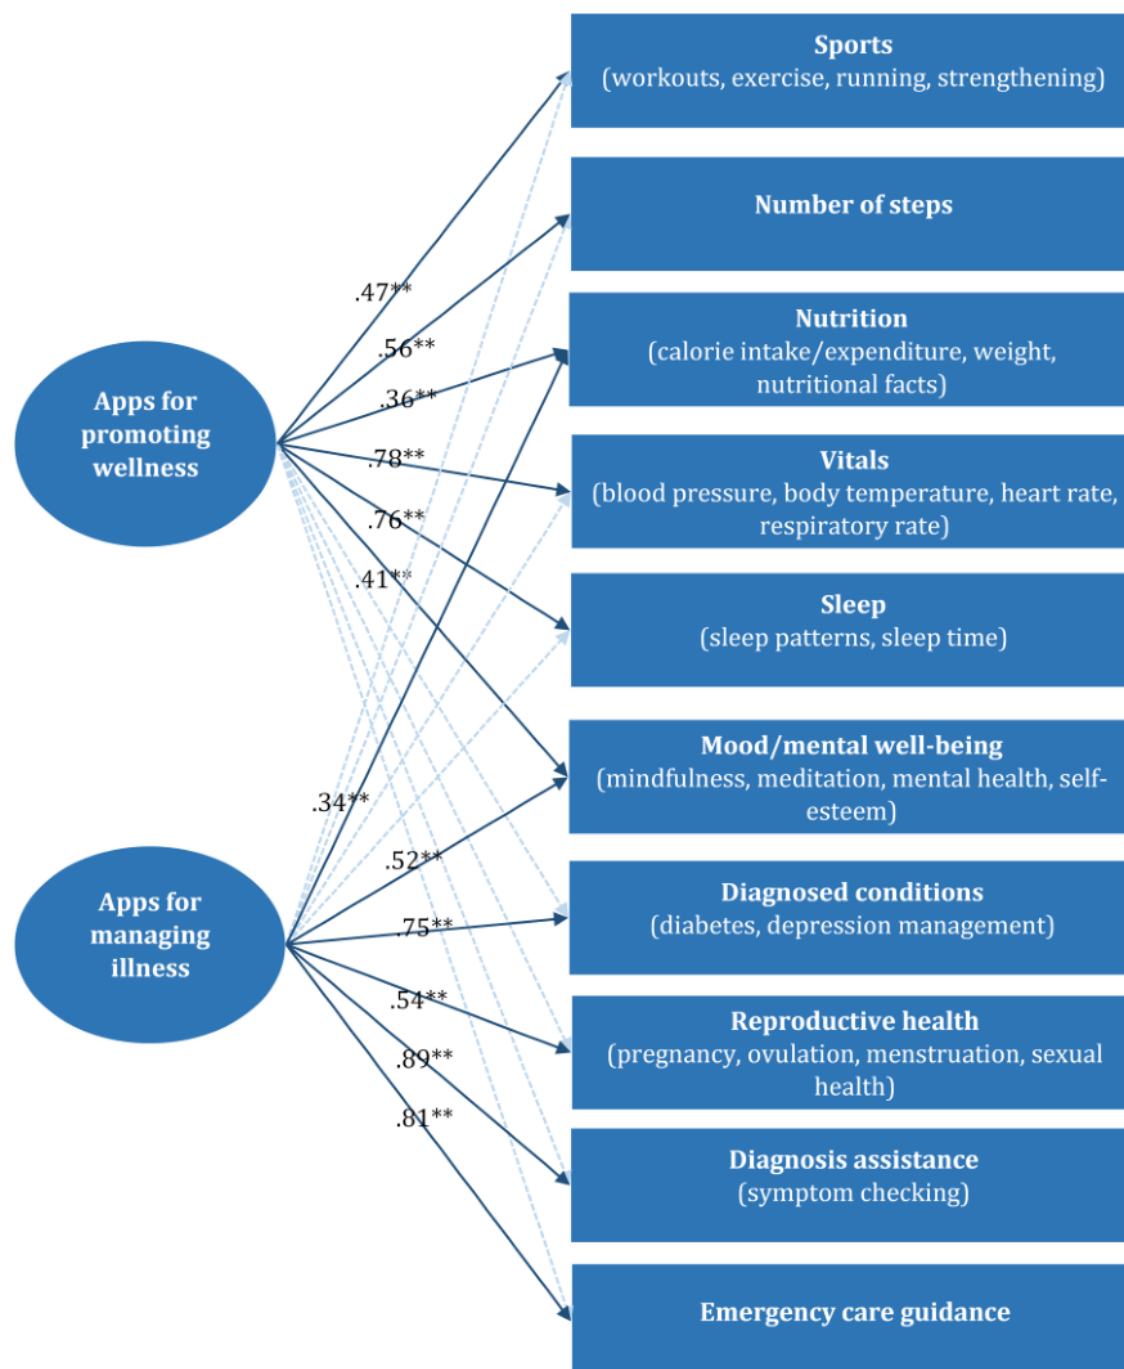 Sports
(workouts, exercise, running, strengthening)
Number of steps
.47**
Nutrition
(calorie intake/expenditure, weight,
nutritional facts)
.56**
.36**
Apps for
promoting
wellness
Vitals
(blood pressure, body temperature, heart rate,
respiratory rate)
.78**
.76**
.41**
Sleep
(sleep patterns, sleep time)
Mood/mental well-being
(mindfulness, meditation, mental health, self-
esteem)
.34**
.52**
Apps for
managing
illness
Diagnosed conditions
(diabetes, depression management)
.75**
.54**
Reproductive health
(pregnancy, ovulation, menstruation, sexual
health)
.89**
.81**
Diagnosis assistance
(symptom checking)
Emergency care guidance